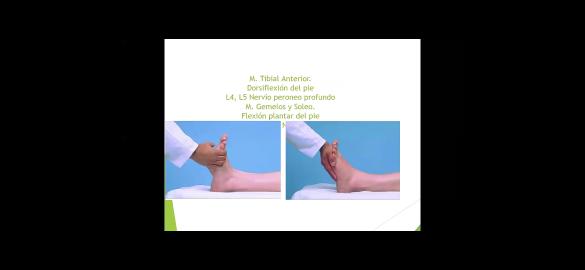 M. Tibial Anterior.
Dorsiflexión del pie
L4, L5 Nervio peroneo profundo
M. Gemelos y Soleo.
Flexión plantar del pie
N